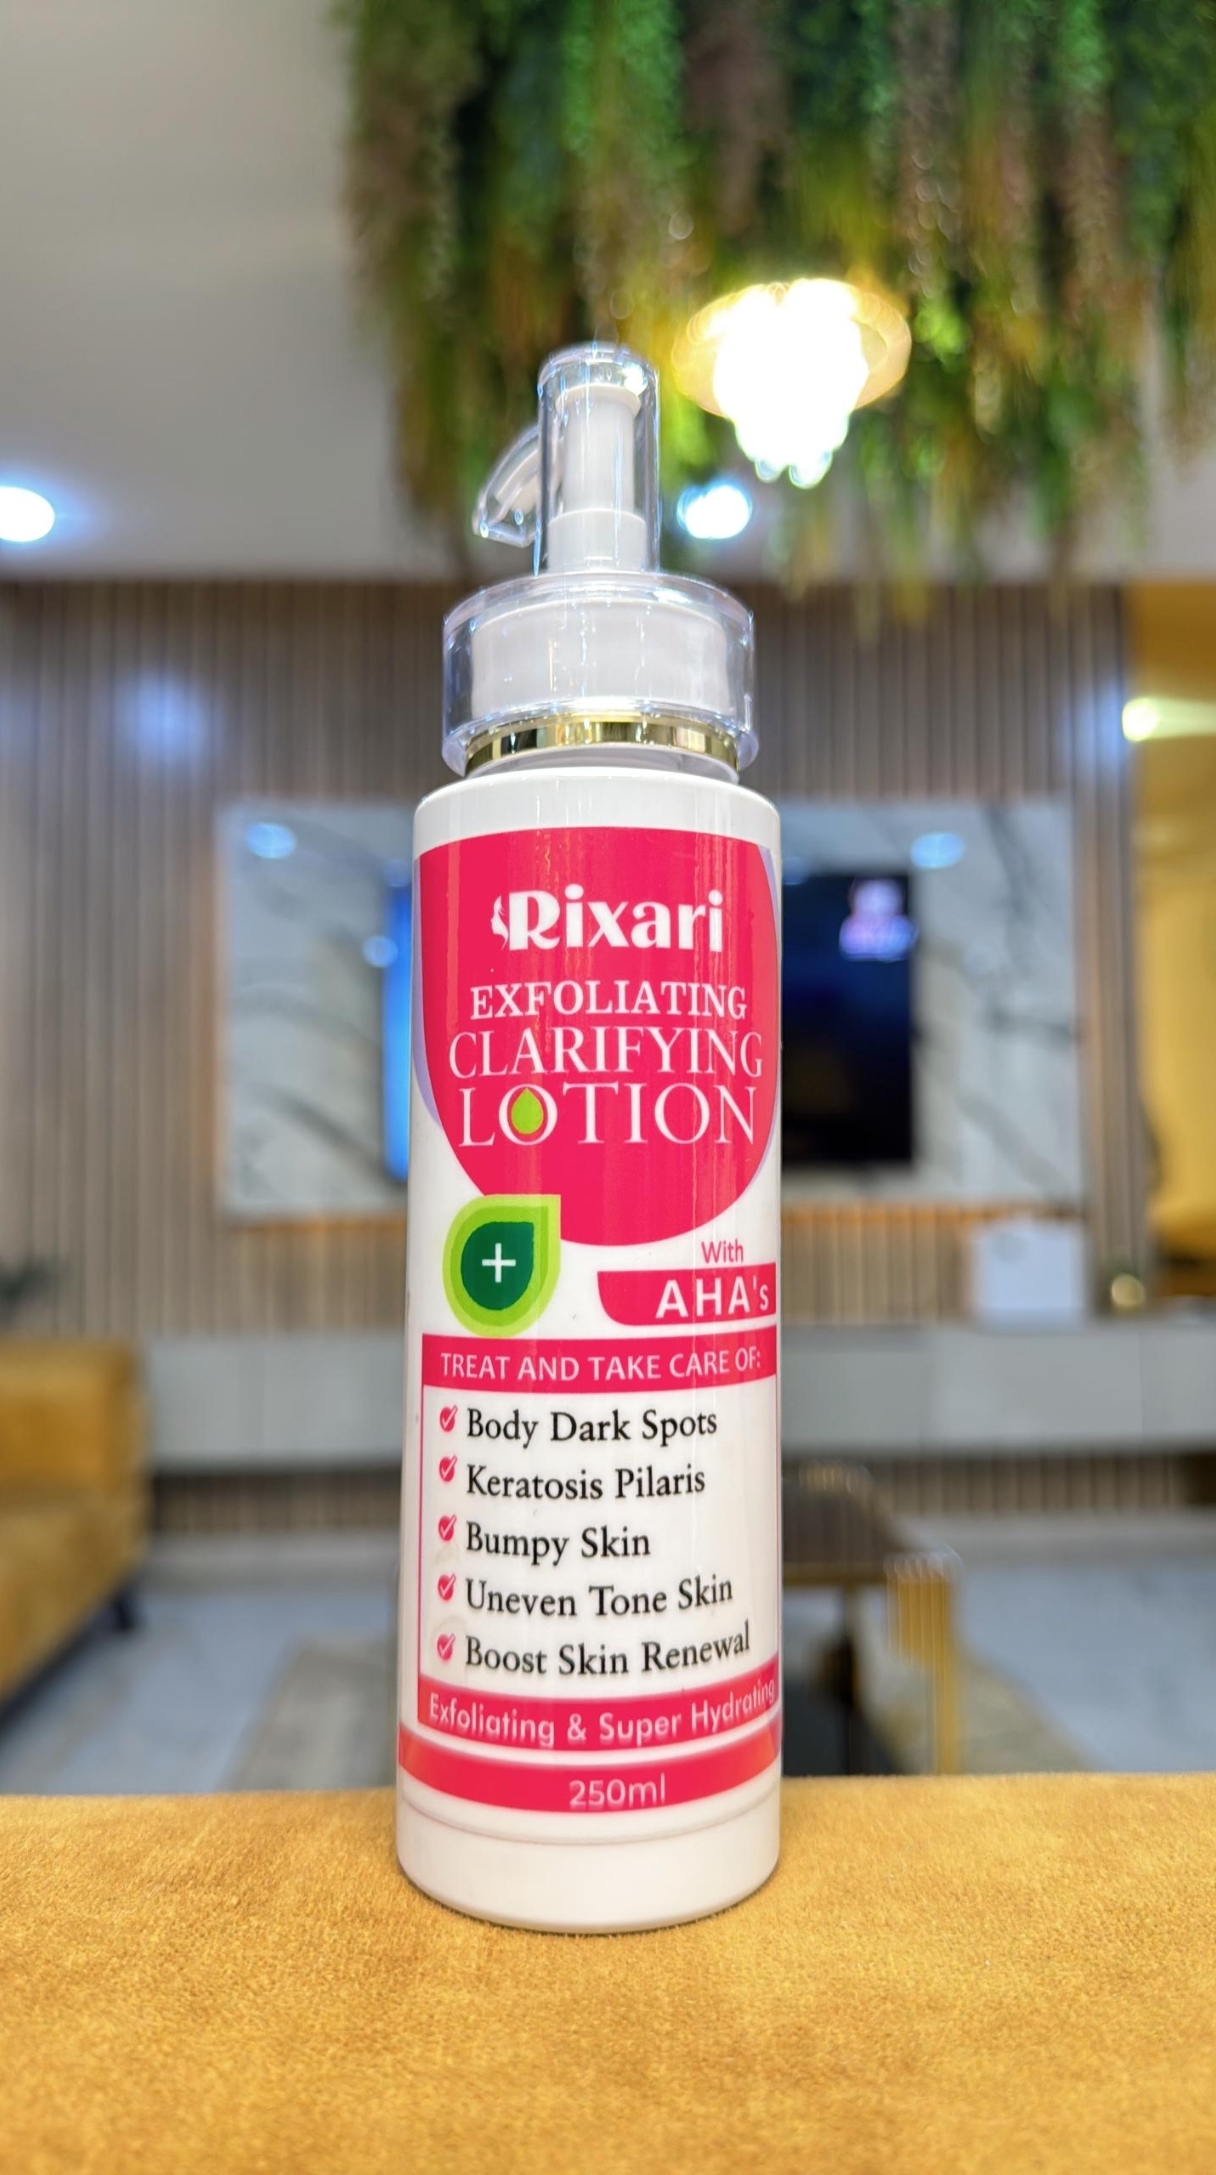 Rixari
EXFOLIATING
CLARIFYING
LOTION
With
AHA's
TREAT AND TAKE CARE OF:
Body Dark Spots
Keratosis Pilaris
Bumpy Skin
Uneven Tone Skin
Boost Skin Renewal
Exfoliating & Super Hydrating
250ml